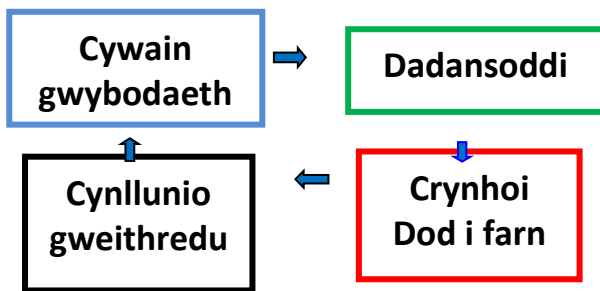 Cywain
gwybodaeth
Dadansoddi
Crynhoi
Dod i farn
Cynllunio
gweithredu